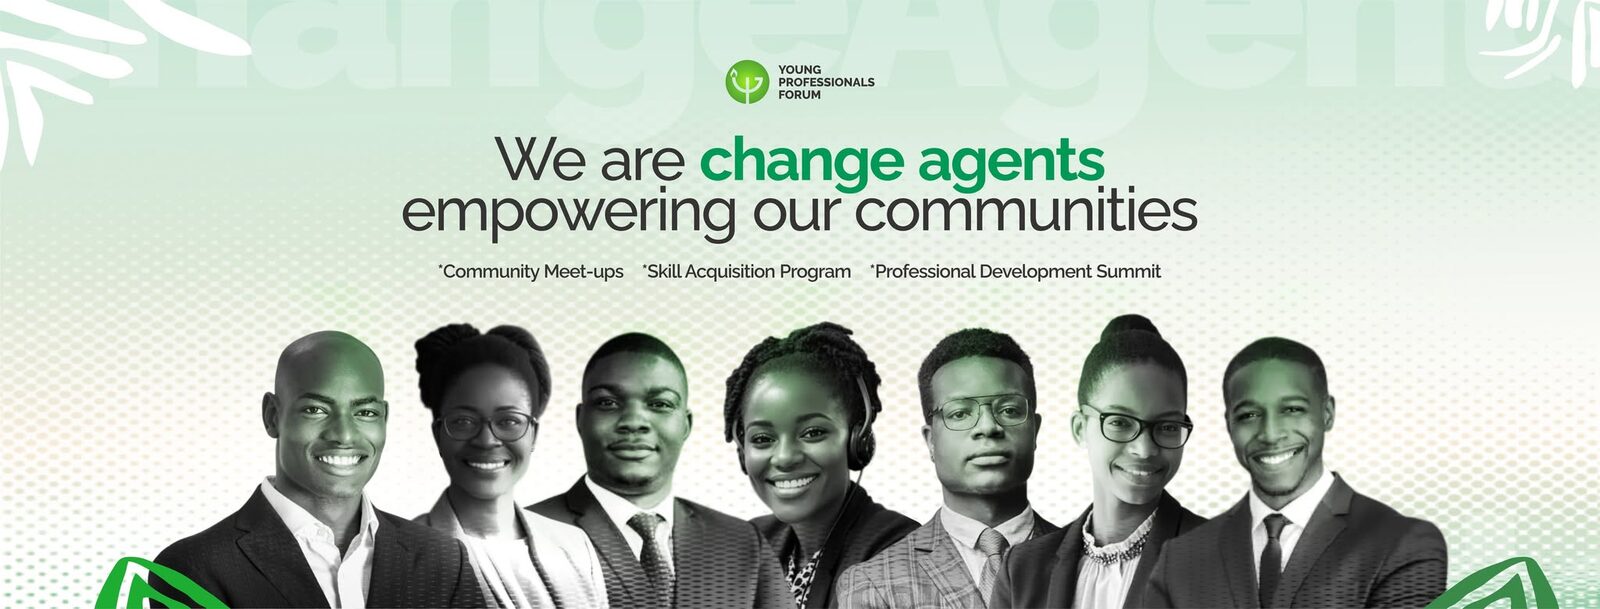 changeAgents
YOUNG
PROFESSIONALS
FORUM
We are change agents
empowering our communities
*Community Meet-ups *Skill Acquisition Program *Professional Development Summit